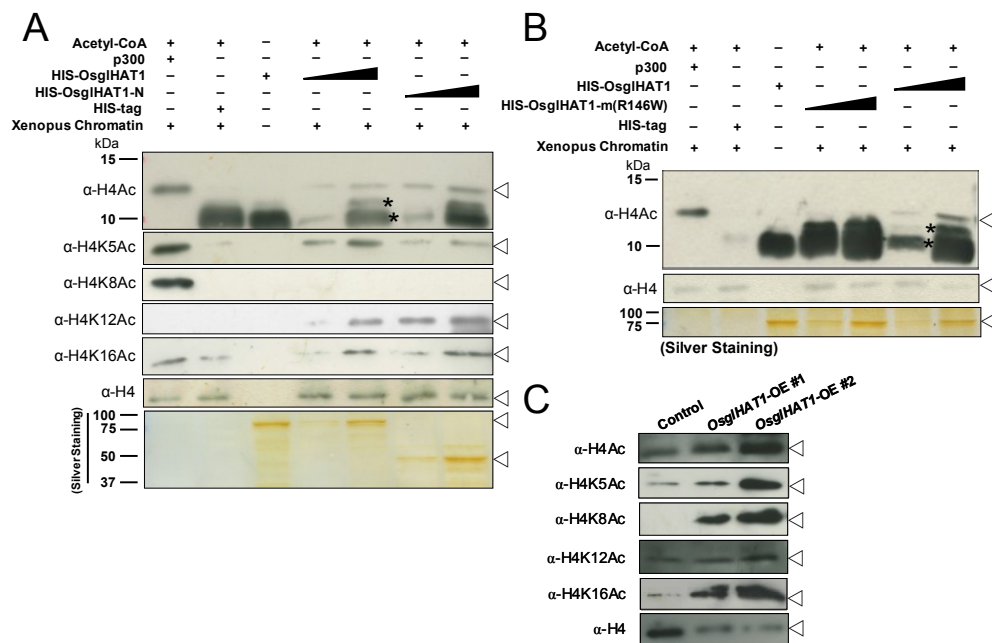 A
Acetyl-CoA + + – + + + +
p300 + – – – – – –
HIS-OsglHAT1 – – + – –
HIS-OsglHAT1-N – – – – –
HIS-tag – + – – – – –
Xenopus Chromatin + + – + + + +
kDa
15
α-H4Ac
*
10
*
α-H4K5Ac
α-H4K8Ac
α-H4K12Ac
α-H4K16Ac
α-H4
(Silver Staining)
100
75
50
37
B
Acetyl-CoA + + – + + + +
p300 + – – – – – –
HIS-OsglHAT1 – – + – –
HIS-OsglHAT1-m(R146W) – – – – –
HIS-tag – + – – – – –
Xenopus Chromatin + + – + + + +
kDa
15
α-H4Ac
*
10
*
α-H4
100
75
(Silver Staining)
C
Control
OsglHAT1-OE #1
OsglHAT1-OE #2
α-H4Ac
α-H4K5Ac
α-H4K8Ac
α-H4K12Ac
α-H4K16Ac
α-H4